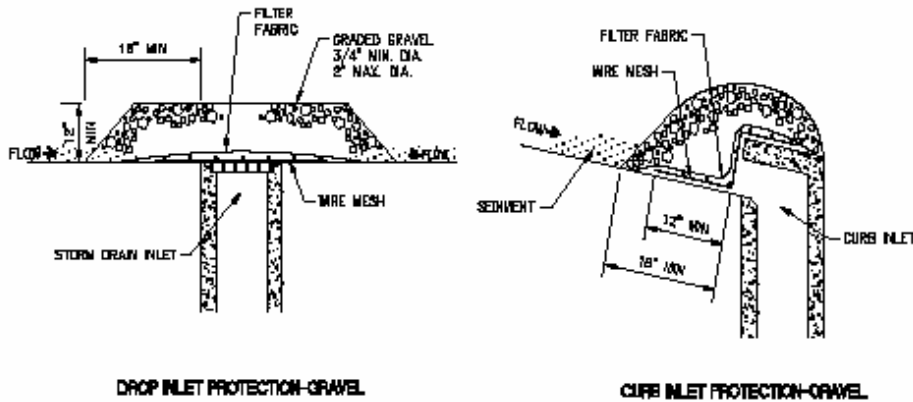 FILTER
FABRIC
18" MIN
GRADED GRAVEL
3/4" MIN. DIA.
2" MAX. DIA.
12"
MIN
FLOW
FLOW
WIRE MESH
STORM DRAIN INLET
DROP INLET PROTECTION-GRAVEL
FILTER FABRIC
WIRE MESH
FLOW
SEDIMENT
12" MIN
18" MIN
CURB INLET
CURB INLET PROTECTION-GRAVEL